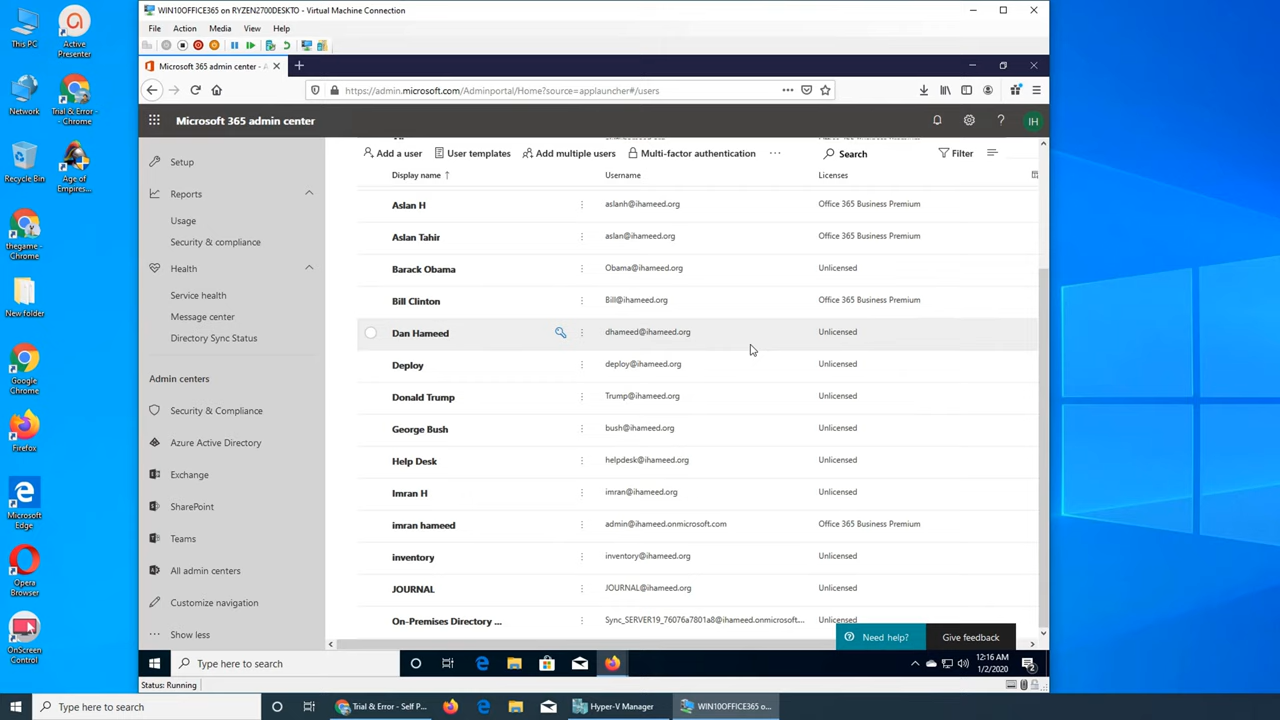 WIN10OFFICE365 on RYZEN2700DESKTO - Virtual Machine Connection
File Action Media View Help
Microsoft 365 admin center - A
https://admin.microsoft.com/Adminportal/Home?source=applauncher#/users
Microsoft 365 admin center
IH
Add a user User templates Add multiple users Multi-factor authentication Search Filter
Display name Username Licenses
Aslan H aslanh@ihameed.org Office 365 Business Premium
Aslan Tahir aslan@ihameed.org Office 365 Business Premium
Barack Obama Obama@ihameed.org Unlicensed
Bill Clinton Bill@ihameed.org Office 365 Business Premium
Dan Hameed dhameed@ihameed.org Unlicensed
Deploy deploy@ihameed.org Unlicensed
Donald Trump Trump@ihameed.org Unlicensed
George Bush bush@ihameed.org Unlicensed
Help Desk helpdesk@ihameed.org Unlicensed
Imran H imran@ihameed.org Unlicensed
imran hameed admin@ihameed.onmicrosoft.com Office 365 Business Premium
inventory inventory@ihameed.org Unlicensed
JOURNAL JOURNAL@ihameed.org Unlicensed
On-Premises Directory ... Sync_SERVER19_76076a7801a8@ihameed.onmicrosoft... Unlicensed
Setup
Reports
Usage
Security & compliance
Health
Service health
Message center
Directory Sync Status
Admin centers
Security & Compliance
Azure Active Directory
Exchange
SharePoint
Teams
All admin centers
Customize navigation
Show less
Need help? Give feedback
Type here to search
12:16 AM
1/2/2020
2
Status: Running
This PC
Active
Presenter
Network
Trial & Error -
- Chrome
Recycle Bin
Age of
Empires...
thegame -
Chrome
New folder
Google
Chrome
Firefox
Microsoft
Edge
Opera
Browser
OnScreen
Control
Type here to search
Trial & Error - Self P...
Hyper-V Manager
WIN10OFFICE365 o...